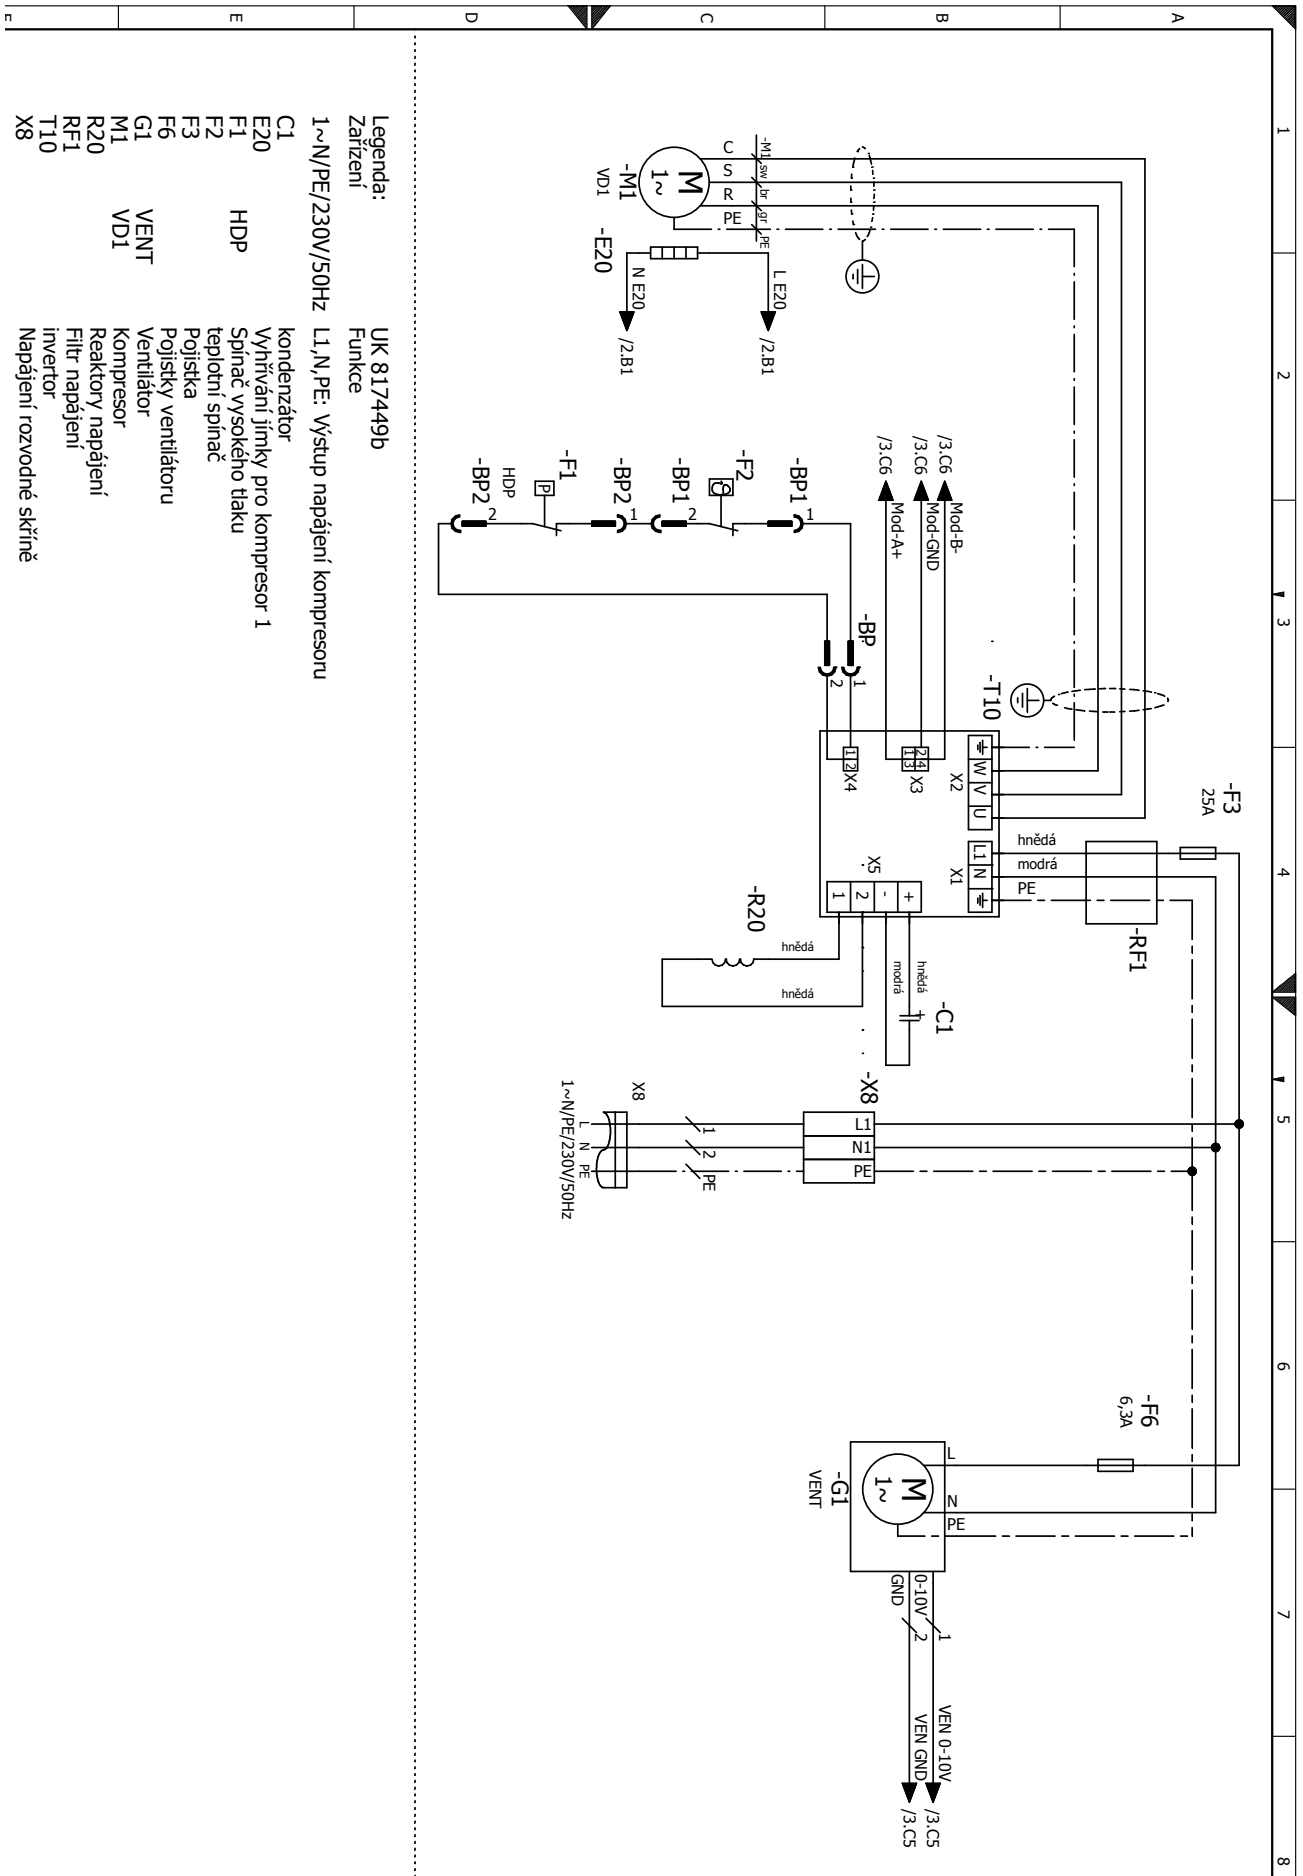 1
2
3
4
5
6
7
8
A
B
C
D
E
F
-F3
25A
-RF1
-F6
6,3A
hnědá
modrá
PE
-T10
X2
W
V
U
X1
L1
N
X3
2 4
1 3
X4
1 2
X5
1
2
-
+
Mod-B-
/3.C6
Mod-GND
/3.C6
Mod-A+
/3.C6
-M1
sw
br
gr
PE
C
S
R
PE
M
1~
-M1
VD1
-E20
L E20
/2.B1
N E20
/2.B1
-BP
1
2
-BP1
1
-F2
-BP1
2
-BP2
1
-F1
P
HDP
-BP2
2
-R20
hnědá
hnědá
-C1
+
hnědá
modrá
-X8
L1
N1
PE
1
2
PE
X8
L
N
PE
1~N/PE/230V/50Hz
L
N
PE
M
1~
-G1
VENT
0-10V
1
VEN 0-10V
/3.C5
GND
2
VEN GND
/3.C5
Legenda: UK 817449b
Zařízení Funkce
1~N/PE/230V/50Hz L1,N,PE: Výstup napájení kompresoru
C1 kondenzátor
E20 Vyhřívání jímky pro kompresor 1
F1 HDP Spínač vysokého tlaku
F2 teplotní spínač
F3 Pojistka
F6 Pojistky ventilátoru
G1 VENT Ventilátor
M1 VD1 Kompresor
R20 Reaktory napájení
RF1 Filtr napájení
T10 invertor
X8 Napájení rozvodné skříně